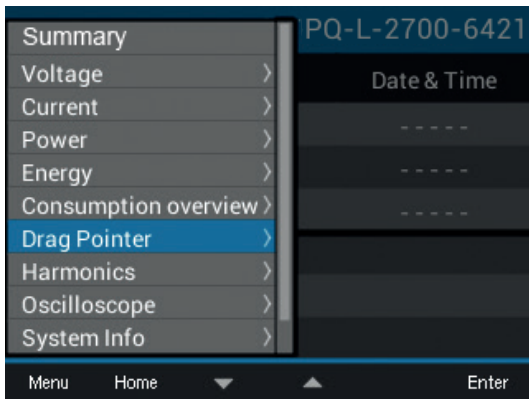 Summary
PQ-L-2700-6421
Voltage
Date & Time
Current
- - - - -
Power
Energy
- - - - -
Consumption overview
- - - - -
Drag Pointer
Harmonics
Oscilloscope
System Info
Menu Home Enter